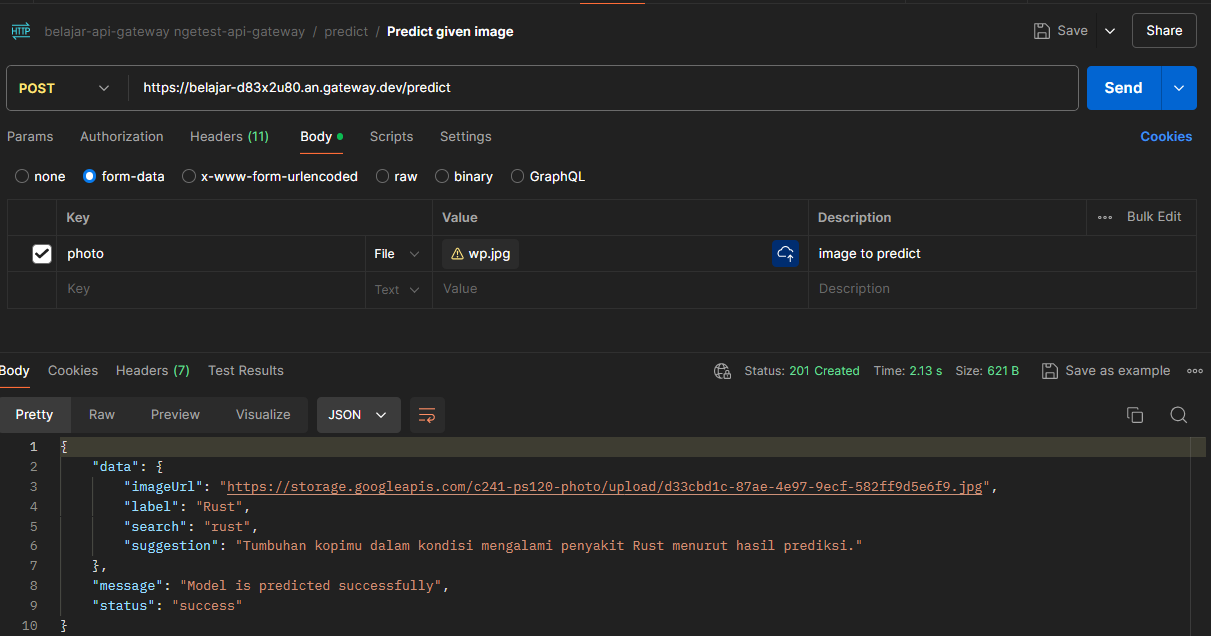 HTTP belajar-api-gateway ngetest-api-gateway / predict / Predict given image Save Share
POST https://belajar-d83x2u80.an.gateway.dev/predict Send
Params Authorization Headers (11) Body Scripts Settings Cookies
none form-data x-www-form-urlencoded raw binary GraphQL
Key Value Description Bulk Edit
photo File wp.jpg image to predict
Key Text Value Description
Body Cookies Headers (7) Test Results Status: 201 Created Time: 2.13 s Size: 621 B Save as example
Pretty Raw Preview Visualize JSON
1 {
2 "data": {
3 "imageUrl": "https://storage.googleapis.com/c241-ps120-photo/upload/d33cbd1c-87ae-4e97-9ecf-582ff9d5e6f9.jpg",
4 "label": "Rust",
5 "search": "rust",
6 "suggestion": "Tumbuhan kopimu dalam kondisi mengalami penyakit Rust menurut hasil prediksi."
7 },
8 "message": "Model is predicted successfully",
9 "status": "success"
10 }